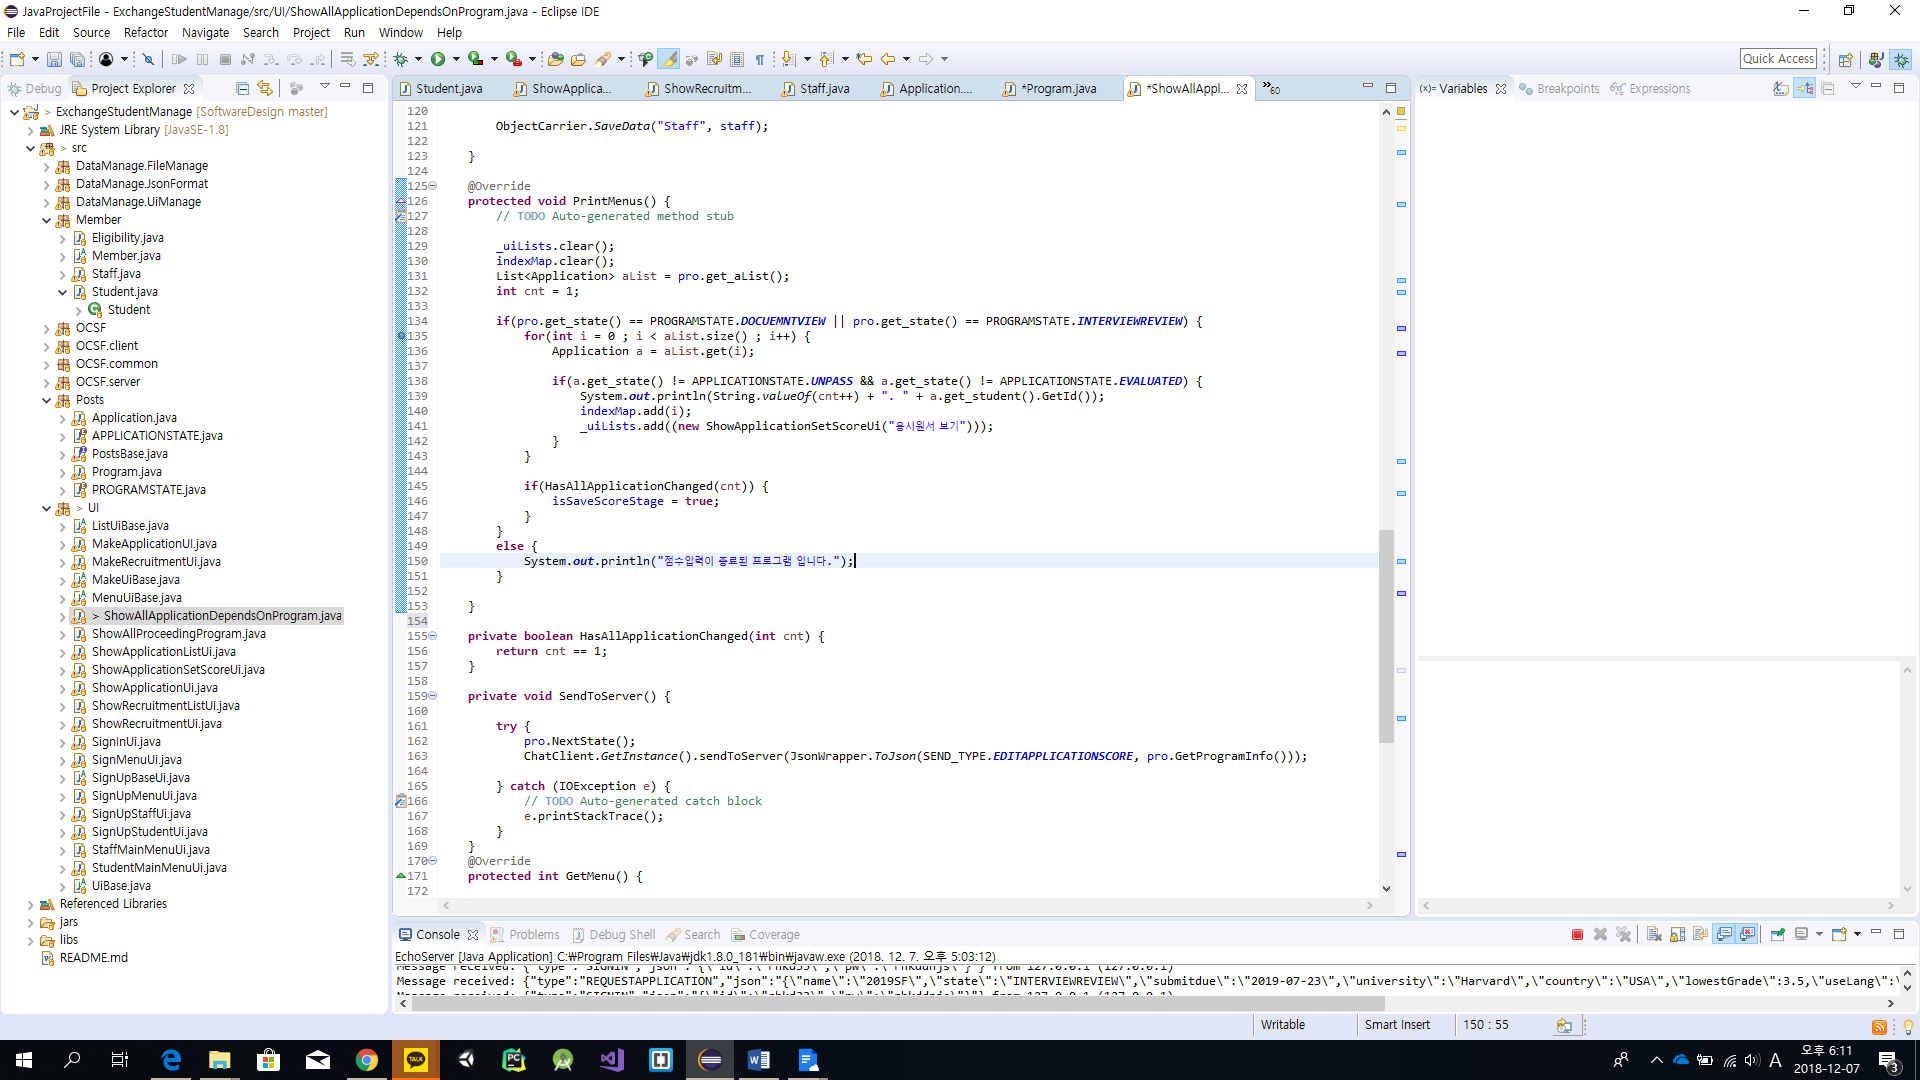 JavaProjectFile - ExchangeStudentManage/src/UI/ShowAllApplicationDependsOnProgram.java - Eclipse IDE
File Edit Source Refactor Navigate Search Project Run Window Help
Quick Access
Debug Project Explorer
ExchangeStudentManage [SoftwareDesign master]
JRE System Library [JavaSE-1.8]
> src
DataManage.FileManage
DataManage.JsonFormat
DataManage.UiManage
Member
Eligibility.java
Member.java
Staff.java
Student.java
Student
OCSF
OCSF.client
OCSF.common
OCSF.server
Posts
Application.java
APPLICATIONSTATE.java
PostsBase.java
Program.java
PROGRAMSTATE.java
> UI
ListUiBase.java
MakeApplicationUI.java
MakeRecruitmentUi.java
MakeUiBase.java
MenuUiBase.java
> ShowAllApplicationDependsOnProgram.java
ShowAllProceedingProgram.java
ShowApplicationListUi.java
ShowApplicationSetScoreUi.java
ShowApplicationUi.java
ShowRecruitmentListUi.java
ShowRecruitmentUi.java
SignInUi.java
SignMenuUi.java
SignUpBaseUi.java
SignUpMenuUi.java
SignUpStaffUi.java
SignUpStudentUi.java
StaffMainMenuUi.java
StudentMainMenuUi.java
UiBase.java
Referenced Libraries
jars
libs
README.md
Student.java ShowApplica... ShowRecruitm... Staff.java Application.... *Program.java *ShowAllAppl... »60
120
121 ObjectCarrier.SaveData("Staff", staff);
122
123 }
124
125 @Override
126 protected void PrintMenus() {
127 // TODO Auto-generated method stub
128
129 _uiLists.clear();
130 indexMap.clear();
131 List<Application> aList = pro.get_aList();
132 int cnt = 1;
133
134 if(pro.get_state() == PROGRAMSTATE.DOCUEMNTVIEW || pro.get_state() == PROGRAMSTATE.INTERVIEWREVIEW) {
135 for(int i = 0 ; i < aList.size() ; i++) {
136 Application a = aList.get(i);
137
138 if(a.get_state() != APPLICATIONSTATE.UNPASS && a.get_state() != APPLICATIONSTATE.EVALUATED) {
139 System.out.println(String.valueOf(cnt++) + ". " + a.get_student().GetId());
140 indexMap.add(i);
141 _uiLists.add((new ShowApplicationSetScoreUi("응시원서 보기")));
142 }
143 }
144
145 if(HasAllApplicationChanged(cnt)) {
146 isSaveScoreStage = true;
147 }
148 }
149 else {
150 System.out.println("점수입력이 종료된 프로그램 입니다.");
151 }
152
153 }
154
155 private boolean HasAllApplicationChanged(int cnt) {
156 return cnt == 1;
157 }
158
159 private void SendToServer() {
160
161 try {
162 pro.NextState();
163 ChatClient.GetInstance().sendToServer(JsonWrapper.ToJson(SEND_TYPE.EDITAPPLICATIONSCORE, pro.GetProgramInfo()));
164
165 } catch (IOException e) {
166 // TODO Auto-generated catch block
167 e.printStackTrace();
168 }
169 }
170 @Override
171 protected int GetMenu() {
172
(x)= Variables Breakpoints Expressions
Console Problems Debug Shell Search Coverage
EchoServer [Java Application] C:₩Program Files₩Java₩jdk1.8.0_181₩bin₩javaw.exe (2018. 12. 7. 오후 5:03:12)
Message received: {"type":"REQUESTAPPLICATION","json":"{\"name\":\"2019SF\",\"state\":\"INTERVIEWREVIEW\",\"submitdue\":\"2019-07-23\",\"university\":\"Harvard\",\"country\":\"USA\",\"lowestGrade\":3.5,\"useLang\":\
Writable Smart Insert 150 : 55
TALK
PC
A
오후 6:11
2018-12-07
3